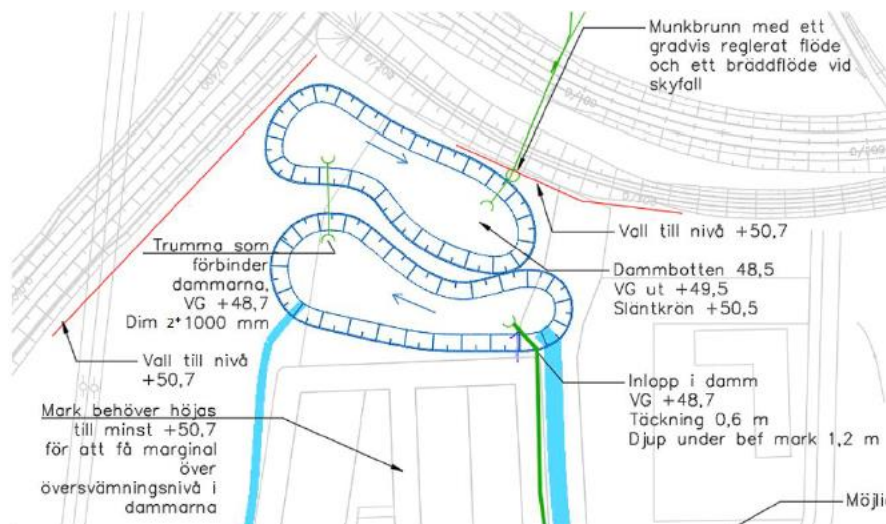 Munkbrunn med ett
gradvis reglerat flöde
och ett bräddflöde vid
skyfall
Vall till nivå +50,7
Trumma som
förbinder
dammarna,
VG +48,7
Dim 2*1000 mm
Dammbotten 48,5
VG ut +49,5
Släntkrön +50,5
Vall till nivå
+50,7
Inlopp i damm
VG +48,7
Täckning 0,6 m
Djup under bef mark 1,2 m
Mark behöver höjas
till minst +50,7
för att få marginal
över
översvämningsnivå i
dammarna